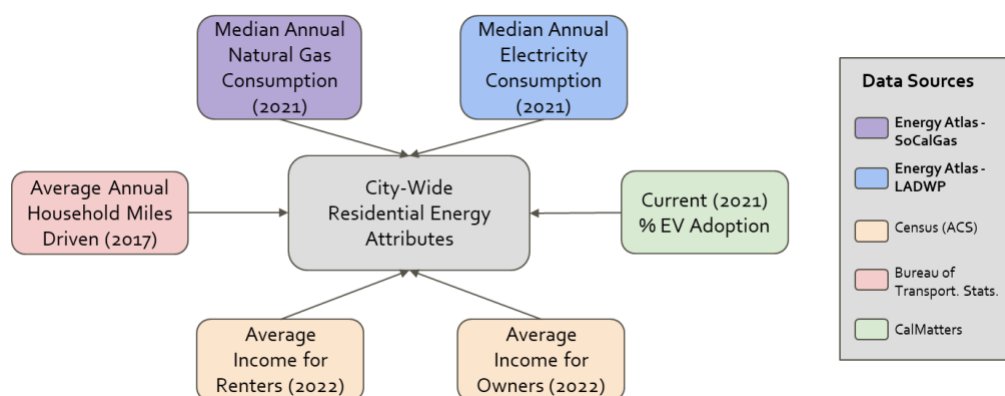 Median Annual
Natural Gas
Consumption
(2021)
Median Annual
Electricity
Consumption
(2021)
Average Annual
Household Miles
Driven (2017)
City-Wide
Residential Energy
Attributes
Current (2021)
% EV Adoption
Average
Income for
Renters (2022)
Average
Income for
Owners (2022)
Data Sources
Energy Atlas -
SoCalGas
Energy Atlas -
LADWP
Census (ACS)
Bureau of
Transport. Stats.
CalMatters